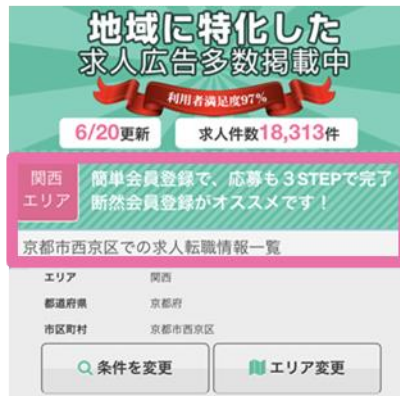 地域に特化した
求人広告多数掲載中
利用者満足度97%
6/20更新
求人件数18,313件
関西
エリア
簡単会員登録で、応募も3STEPで完了
断然会員登録がオススメです!
京都市西京区での求人転職情報一覧
エリア 関西
都道府県 京都府
市区町村 京都市西京区
条件を変更 エリア変更